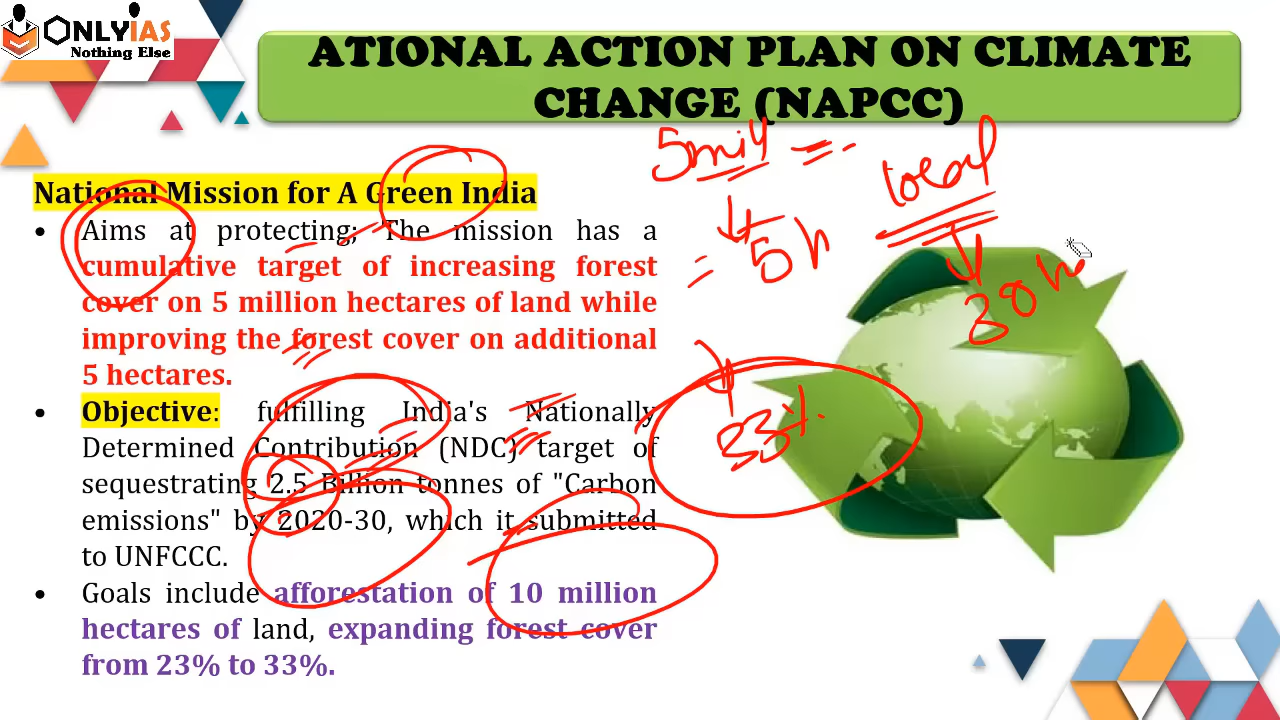 ONLYIAS
Nothing Else
ATIONAL ACTION PLAN ON CLIMATE
CHANGE (NAPCC)
5mill
total
National Mission for A Green India
• Aims at protecting; The mission has a
5 h
cumulative target of increasing forest
cover on 5 million hectares of land while
improving the forest cover on additional
5 hectares.
33%
• Objective: fulfilling India's Nationally
Determined Contribution (NDC) target of
sequestrating 2.5 Billion tonnes of "Carbon
emissions" by 2020-30, which it submitted
to UNFCCC.
• Goals include afforestation of 10 million
hectares of land, expanding forest cover
from 23% to 33%.